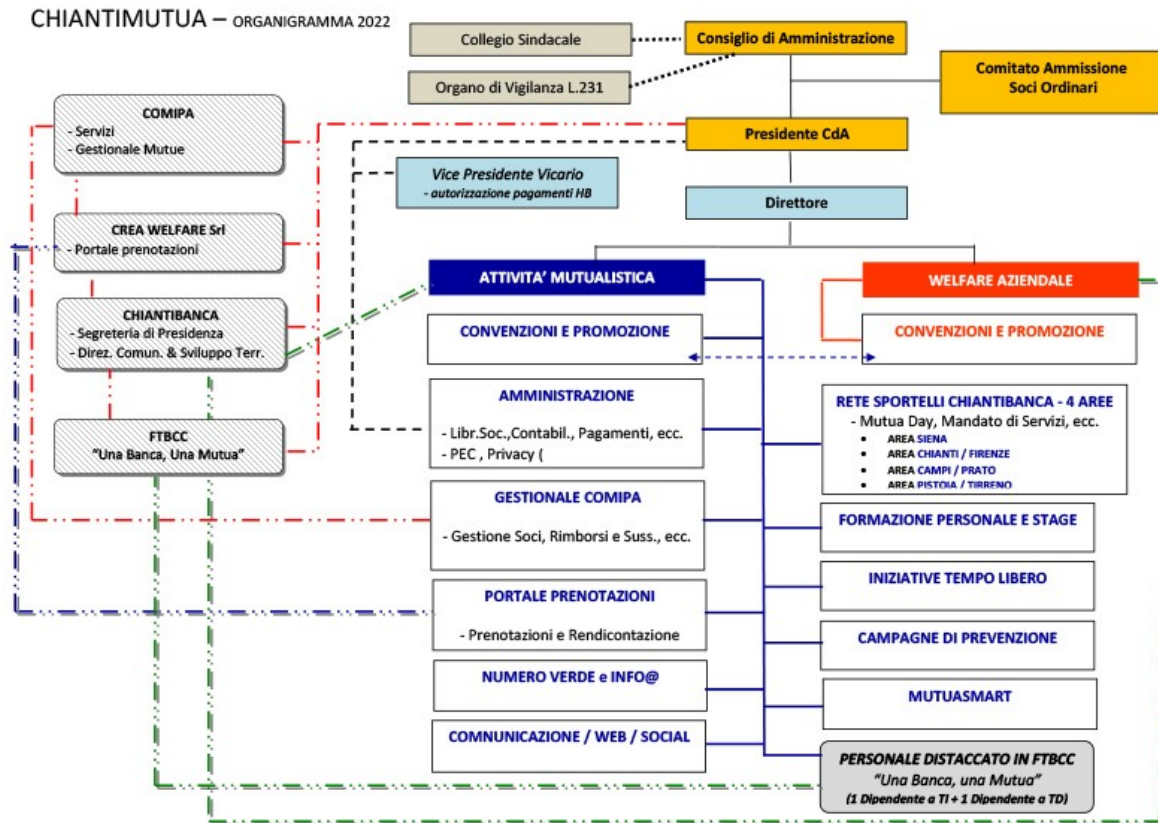 CHIANTIMUTUA – ORGANIGRAMMA 2022
Collegio Sindacale
Consiglio di Amministrazione
Organo di Vigilanza L.231
Comitato Ammissione
Soci Ordinari
Presidente CdA
Vice Presidente Vicario
- autorizzazione pagamenti HB
Direttore
COMIPA
- Servizi
- Gestionale Mutue
CREA WELFARE Srl
- Portale prenotazioni
CHIANTIBANCA
- Segreteria di Presidenza
- Direz. Comun. & Sviluppo Terr.
FTBCC
"Una Banca, Una Mutua"
ATTIVITA' MUTUALISTICA
CONVENZIONI E PROMOZIONE
AMMINISTRAZIONE
- Libr.Soc.,Contabil., Pagamenti, ecc.
- PEC , Privacy (
GESTIONALE COMIPA
- Gestione Soci, Rimborsi e Suss., ecc.
PORTALE PRENOTAZIONI
- Prenotazioni e Rendicontazione
NUMERO VERDE e INFO@
COMNUNICAZIONE / WEB / SOCIAL
WELFARE AZIENDALE
CONVENZIONI E PROMOZIONE
RETE SPORTELLI CHIANTIBANCA - 4 AREE
- Mutua Day, Mandato di Servizi, ecc.
• AREA SIENA
• AREA CHIANTI / FIRENZE
• AREA CAMPI / PRATO
• AREA PISTOIA / TIRRENO
FORMAZIONE PERSONALE E STAGE
INIZIATIVE TEMPO LIBERO
CAMPAGNE DI PREVENZIONE
MUTUASMART
PERSONALE DISTACCATO IN FTBCC
"Una Banca, una Mutua"
(1 Dipendente a TI + 1 Dipendente a TD)